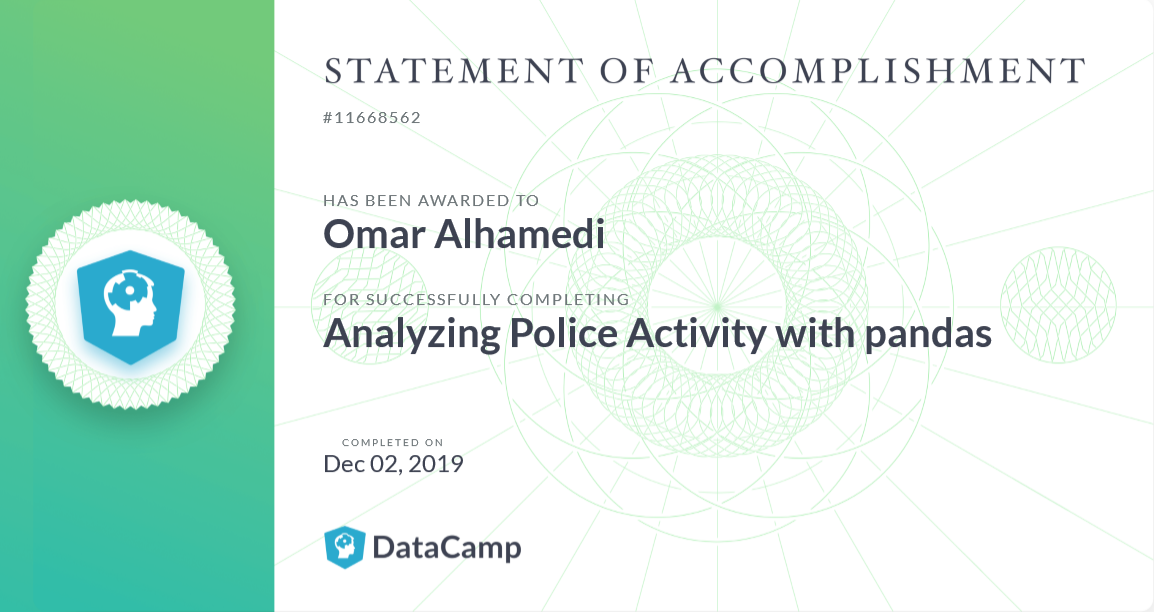 STATEMENT OF ACCOMPLISHMENT
#11668562
HAS BEEN AWARDED TO
Omar Alhamedi
FOR SUCCESSFULLY COMPLETING
Analyzing Police Activity with pandas
COMPLETED ON
Dec 02, 2019
DataCamp